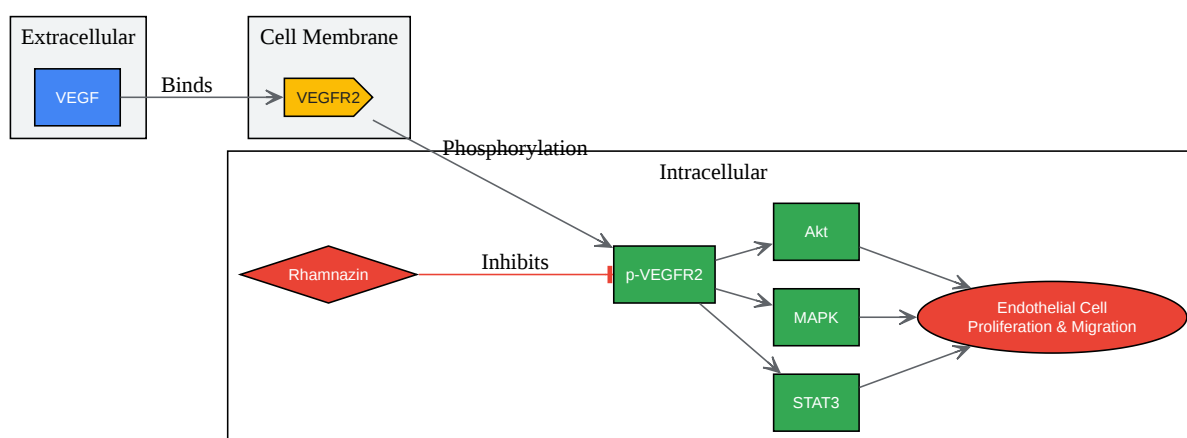 Extracellular
Cell Membrane
VEGF
Binds
VEGFR2
Phosphorylation
Intracellular
Akt
Rhamnazin
Inhibits
p-VEGFR2
MAPK
Endothelial Cell
Proliferation & Migration
STAT3